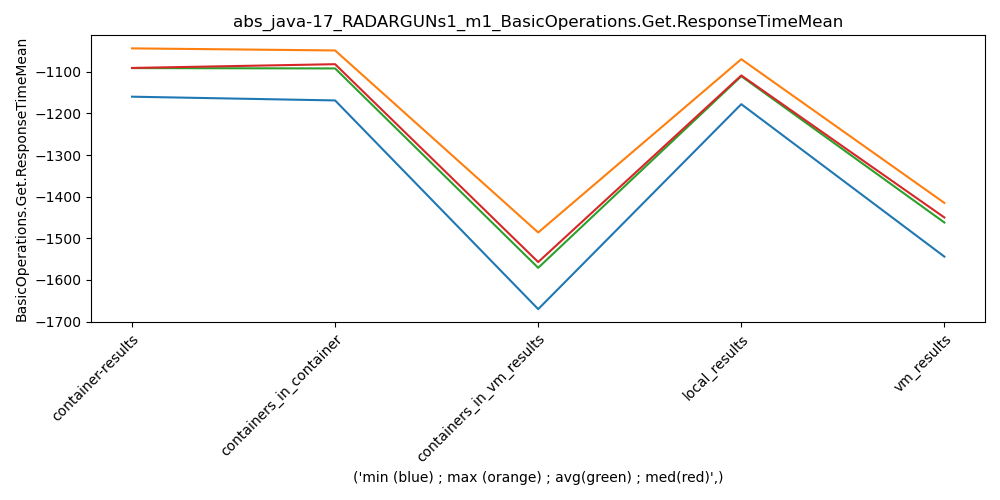 abs_java-17_RADARGUNs1_m1_BasicOperations.Get.ResponseTimeMean
BasicOperations.Get.ResponseTimeMean
−1100
−1200
−1300
−1400
−1500
−1600
−1700
container-results
containers_in_container
containers_in_vm_results
local_results
vm_results
('min (blue) ; max (orange) ; avg(green) ; med(red)',)